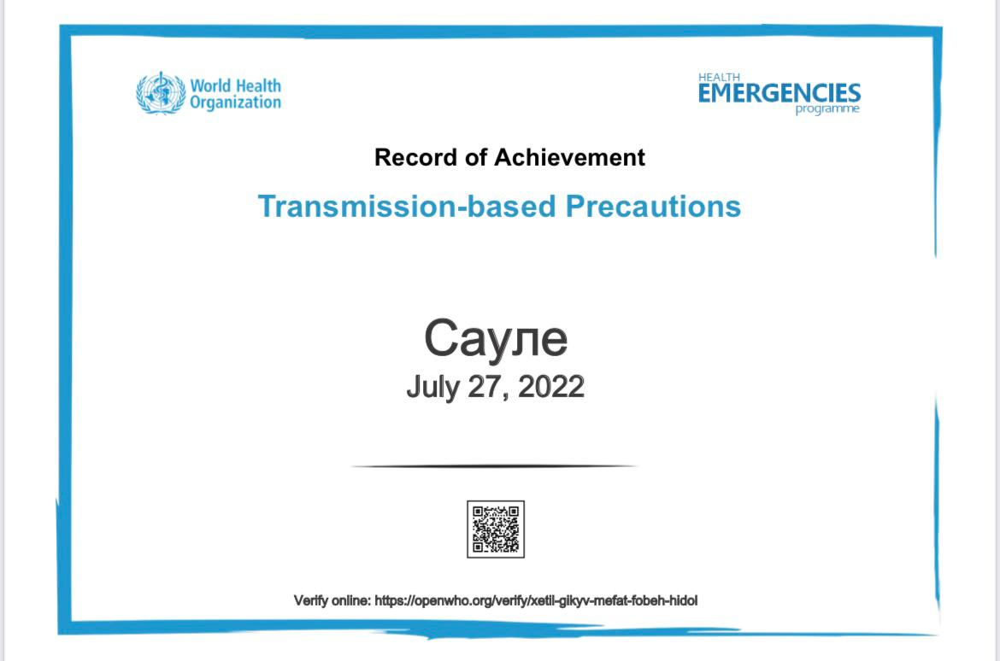 World Health
Organization
HEALTH
EMERGENCIES
programme
Record of Achievement
Transmission-based Precautions
Сауле
July 27, 2022
Verify online: https://openwho.org/verify/xetil-gikyv-mefat-fobeh-hidol